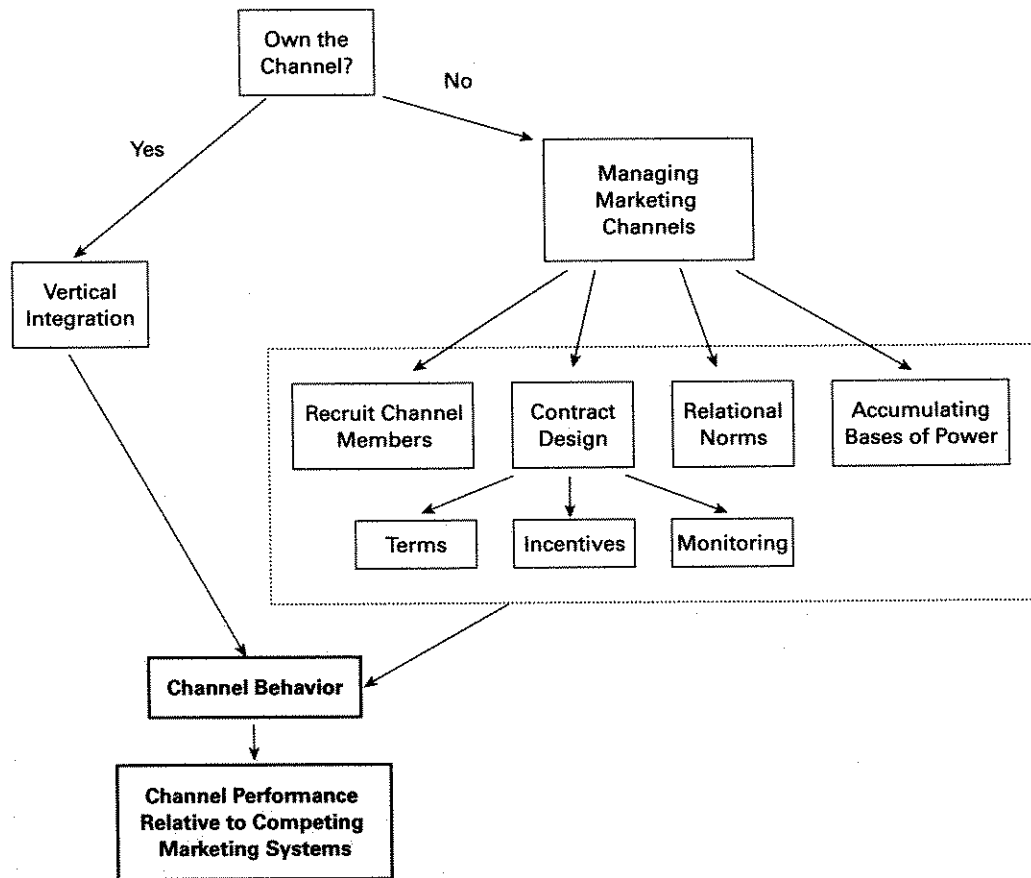 Own the
Channel?
No
Yes
Managing
Marketing
Channels
Vertical
Integration
Recruit Channel
Members
Contract
Design
Relational
Norms
Accumulating
Bases of Power
Terms
Incentives
Monitoring
Channel Behavior
Channel Performance
Relative to Competing
Marketing Systems